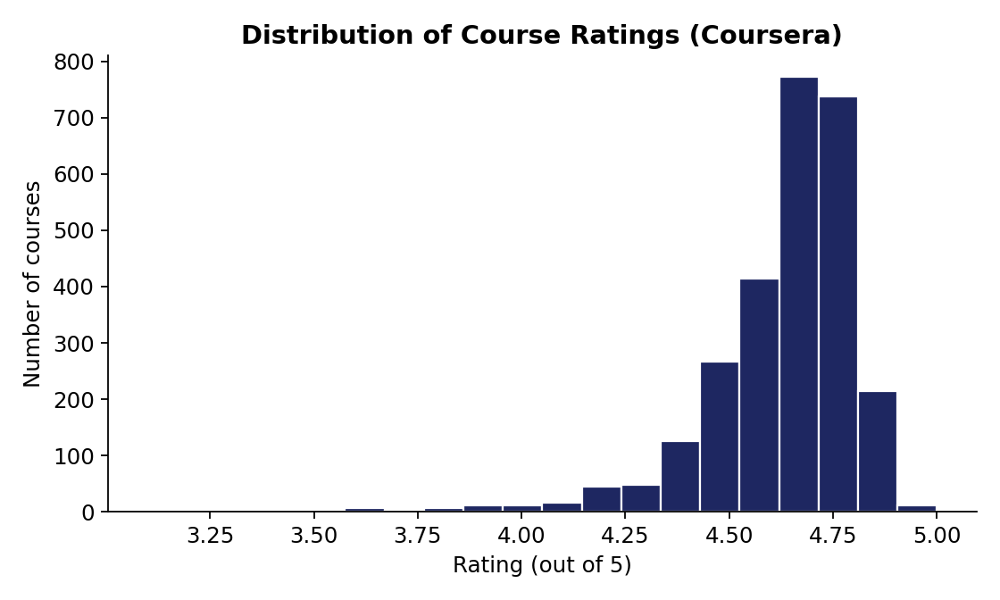 Distribution of Course Ratings (Coursera)
800
700
600
500
400
300
200
100
0
Number of courses
3.25 3.50 3.75 4.00 4.25 4.50 4.75 5.00
Rating (out of 5)